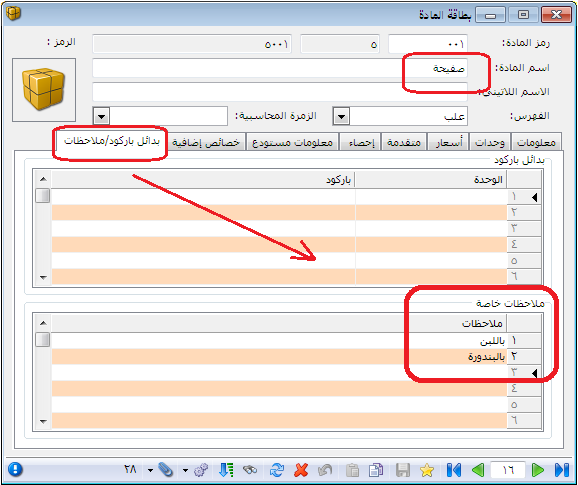 بطاقة المادة
رمز المادة: ٠٠١ ٥ ٥٠٠١ الرمز :
اسم المادة: صفيحة
الاسم اللاتيني:
الفهرس: علب الزمرة المحاسبية:
معلومات وحدات أسعار متقدمة إحصاء معلومات مستودع خصائص إضافية بدائل باركود/ملاحظات
بدائل باركود
الوحدة باركود
١
٢
٣
٤
٥
٦
ملاحظات خاصة
ملاحظات
١ باللبن
٢ بالبندورة
٣
٤
٥
٦
١٦ ٢٨